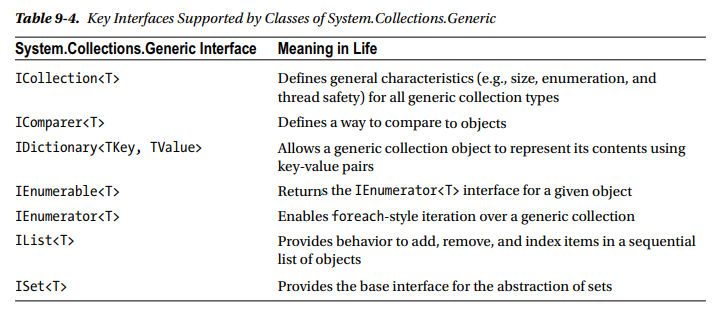 Table 9-4. Key Interfaces Supported by Classes of System.Collections.Generic
System.Collections.Generic Interface Meaning in Life
ICollection<T> Defines general characteristics (e.g., size, enumeration, and
thread safety) for all generic collection types
IComparer<T> Defines a way to compare to objects
IDictionary<TKey, TValue> Allows a generic collection object to represent its contents using
key-value pairs
IEnumerable<T> Returns the IEnumerator<T> interface for a given object
IEnumerator<T> Enables foreach-style iteration over a generic collection
IList<T> Provides behavior to add, remove, and index items in a sequential
list of objects
ISet<T> Provides the base interface for the abstraction of sets